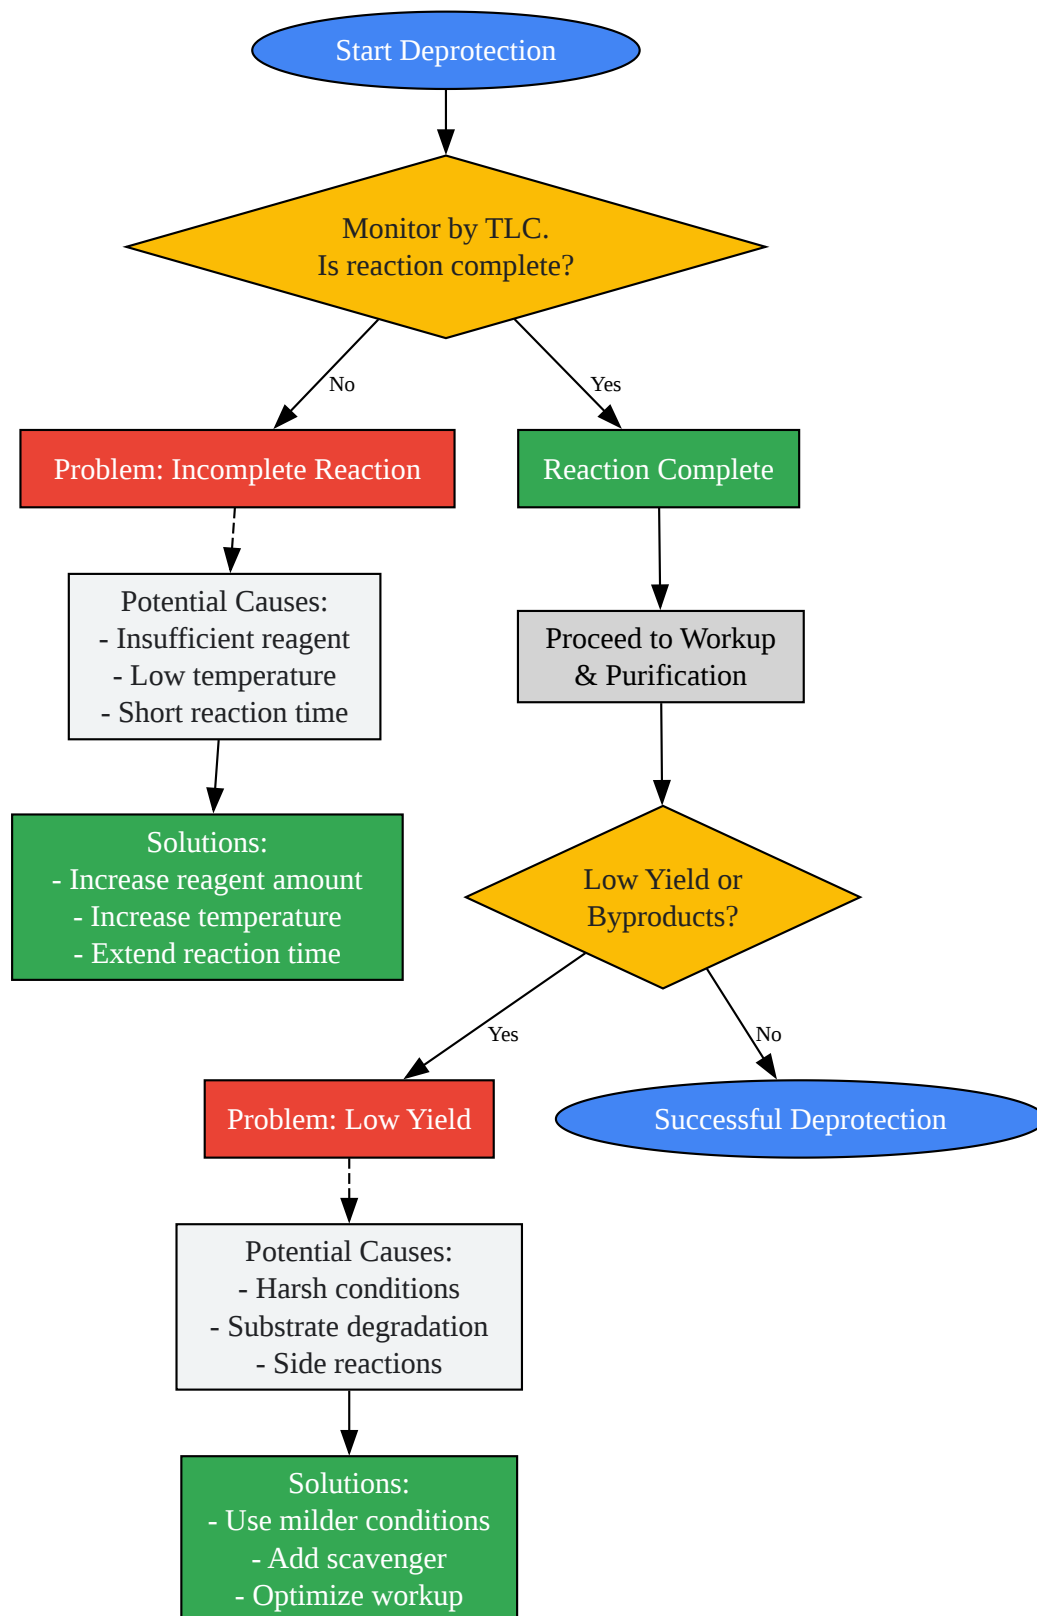 Start Deprotection
Monitor by TLC.
Is reaction complete?
No
Yes
Problem: Incomplete Reaction
Reaction Complete
Potential Causes:
- Insufficient reagent
- Low temperature
- Short reaction time
Proceed to Workup
& Purification
Solutions:
- Increase reagent amount
- Increase temperature
- Extend reaction time
Low Yield or
Byproducts?
Yes
No
Problem: Low Yield
Successful Deprotection
Potential Causes:
- Harsh conditions
- Substrate degradation
- Side reactions
Solutions:
- Use milder conditions
- Add scavenger
- Optimize workup